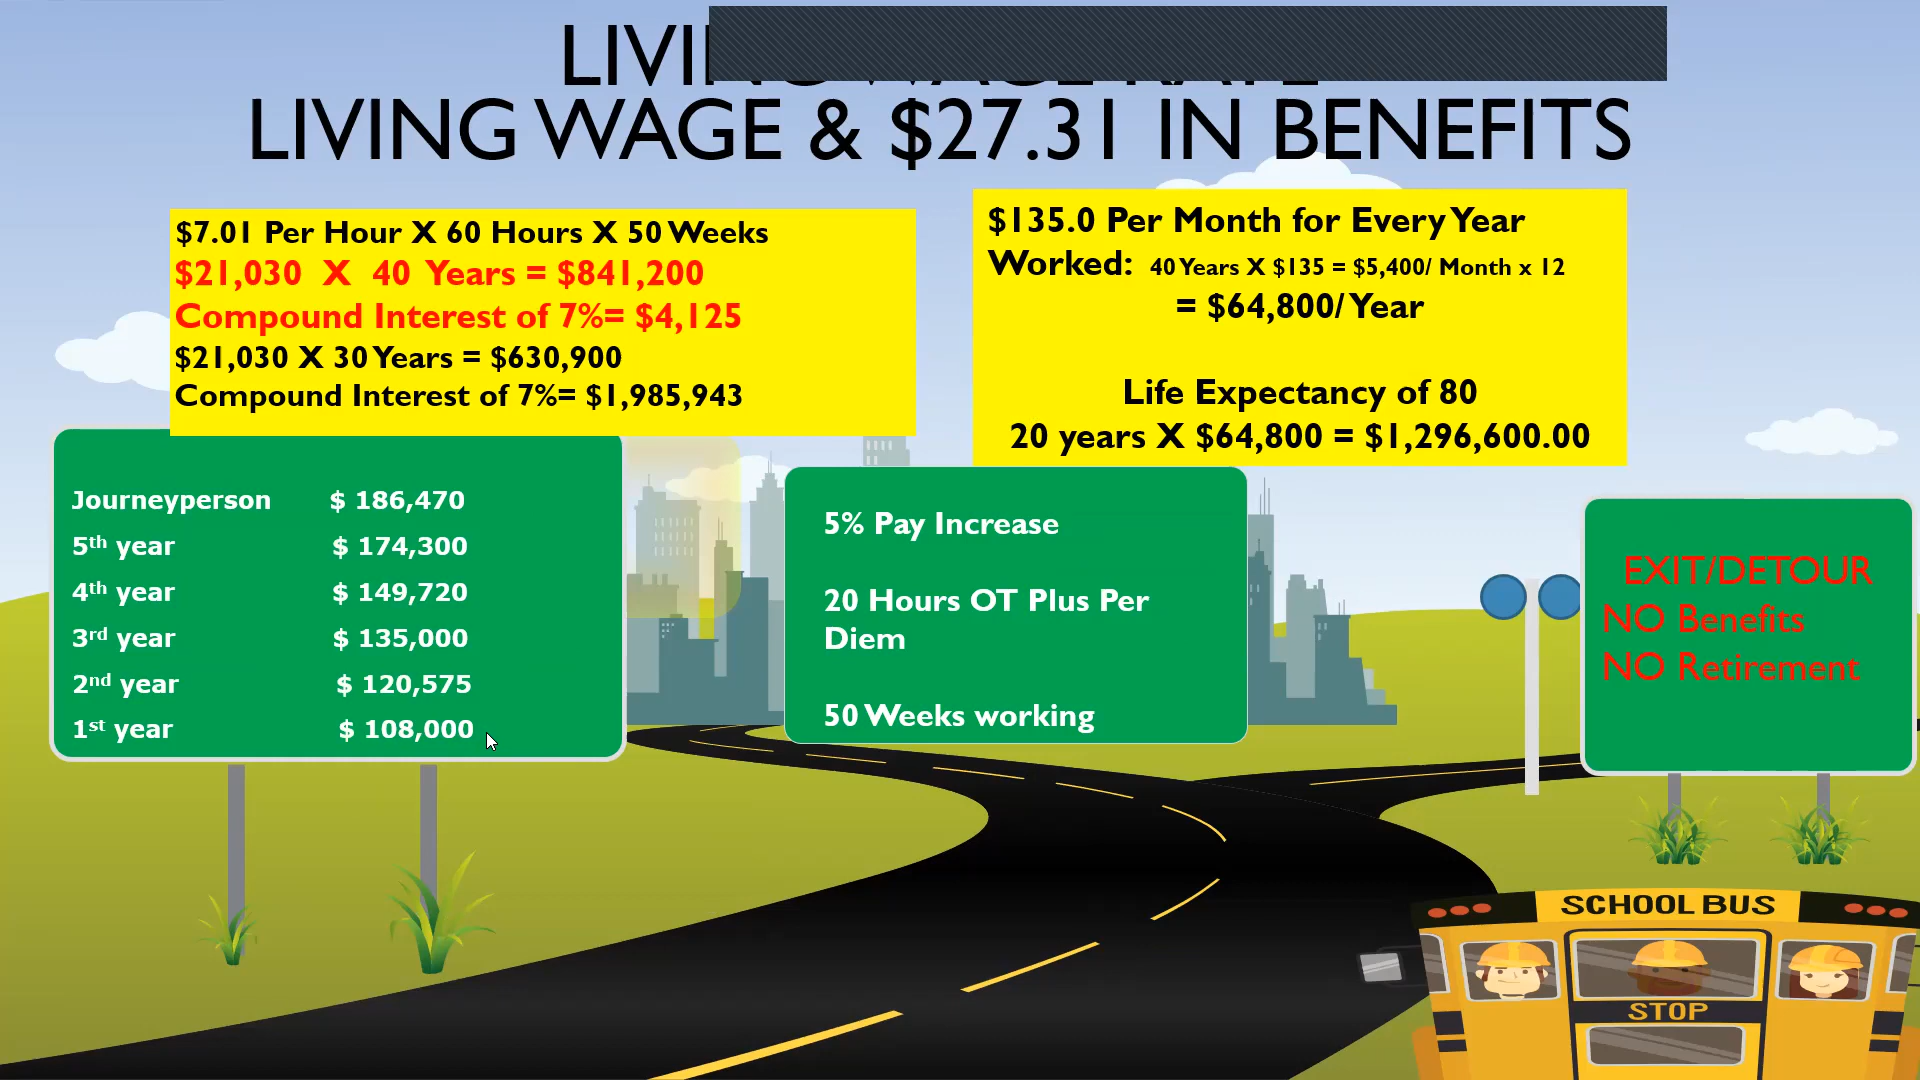 LIVING WAGE RATE
LIVING WAGE & $27.31 IN BENEFITS
$7.01 Per Hour X 60 Hours X 50 Weeks
$21,030 X 40 Years = $841,200
Compound Interest of 7%= $4,125
$21,030 X 30 Years = $630,900
Compound Interest of 7%= $1,985,943
$135.0 Per Month for Every Year
Worked: 40 Years X $135 = $5,400/ Month x 12
= $64,800/ Year
Life Expectancy of 80
20 years X $64,800 = $1,296,600.00
Journeyperson $ 186,470
5th year $ 174,300
4th year $ 149,720
3rd year $ 135,000
2nd year $ 120,575
1st year $ 108,000
5% Pay Increase
20 Hours OT Plus Per
Diem
50 Weeks working
EXIT/DETOUR
NO Benefits
NO Retirement
SCHOOL BUS
STOP